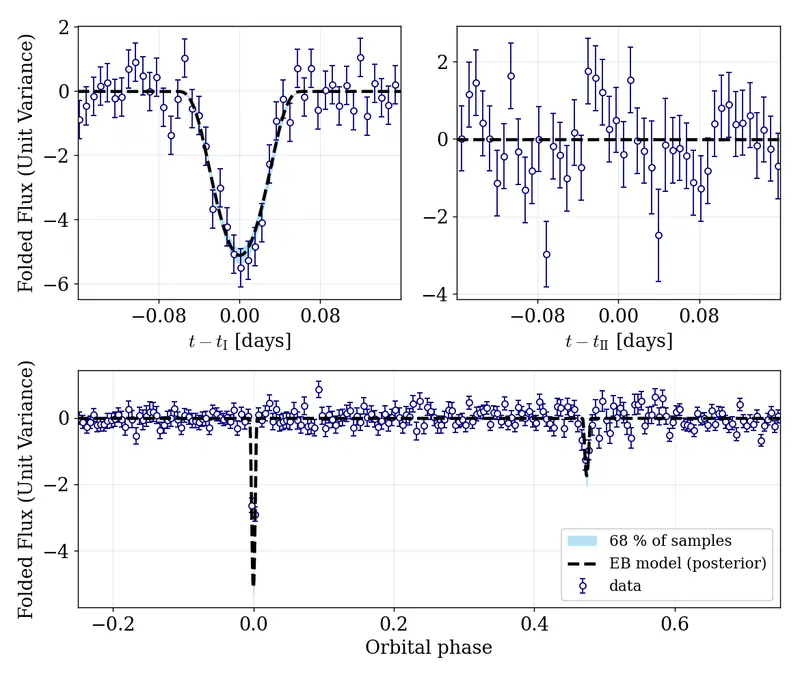 Folded Flux (Unit Variance)
2
0
−2
−4
−6
−0.08
0.00
0.08
t − tI [days]
2
0
−2
−4
−0.08
0.00
0.08
t − tII [days]
Folded Flux (Unit Variance)
0
−2
−4
68 % of samples
EB model (posterior)
data
−0.2
0.0
0.2
0.4
0.6
Orbital phase